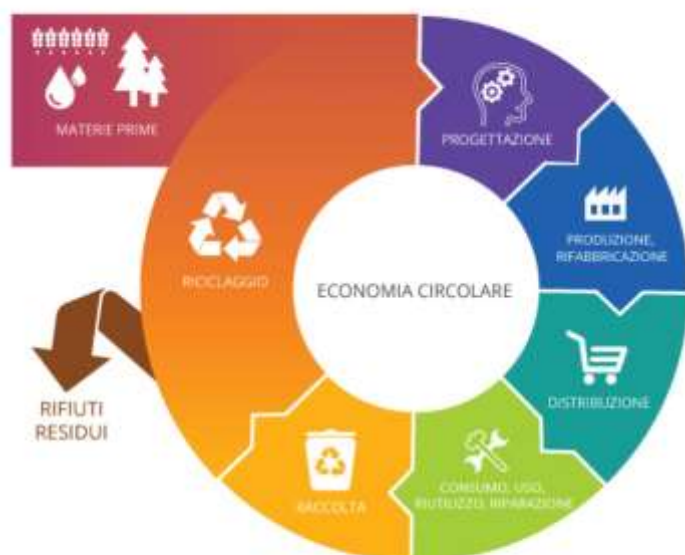 MATERIE PRIME
PROGETTAZIONE
PRODUZIONE,
RIFABBRICAZIONE
RICICLAGGIO
ECONOMIA CIRCOLARE
DISTRIBUZIONE
RIFIUTI
RESIDUI
CONSUMO, USO,
RIUTILIZZO, RIPARAZIONE
RACCOLTA